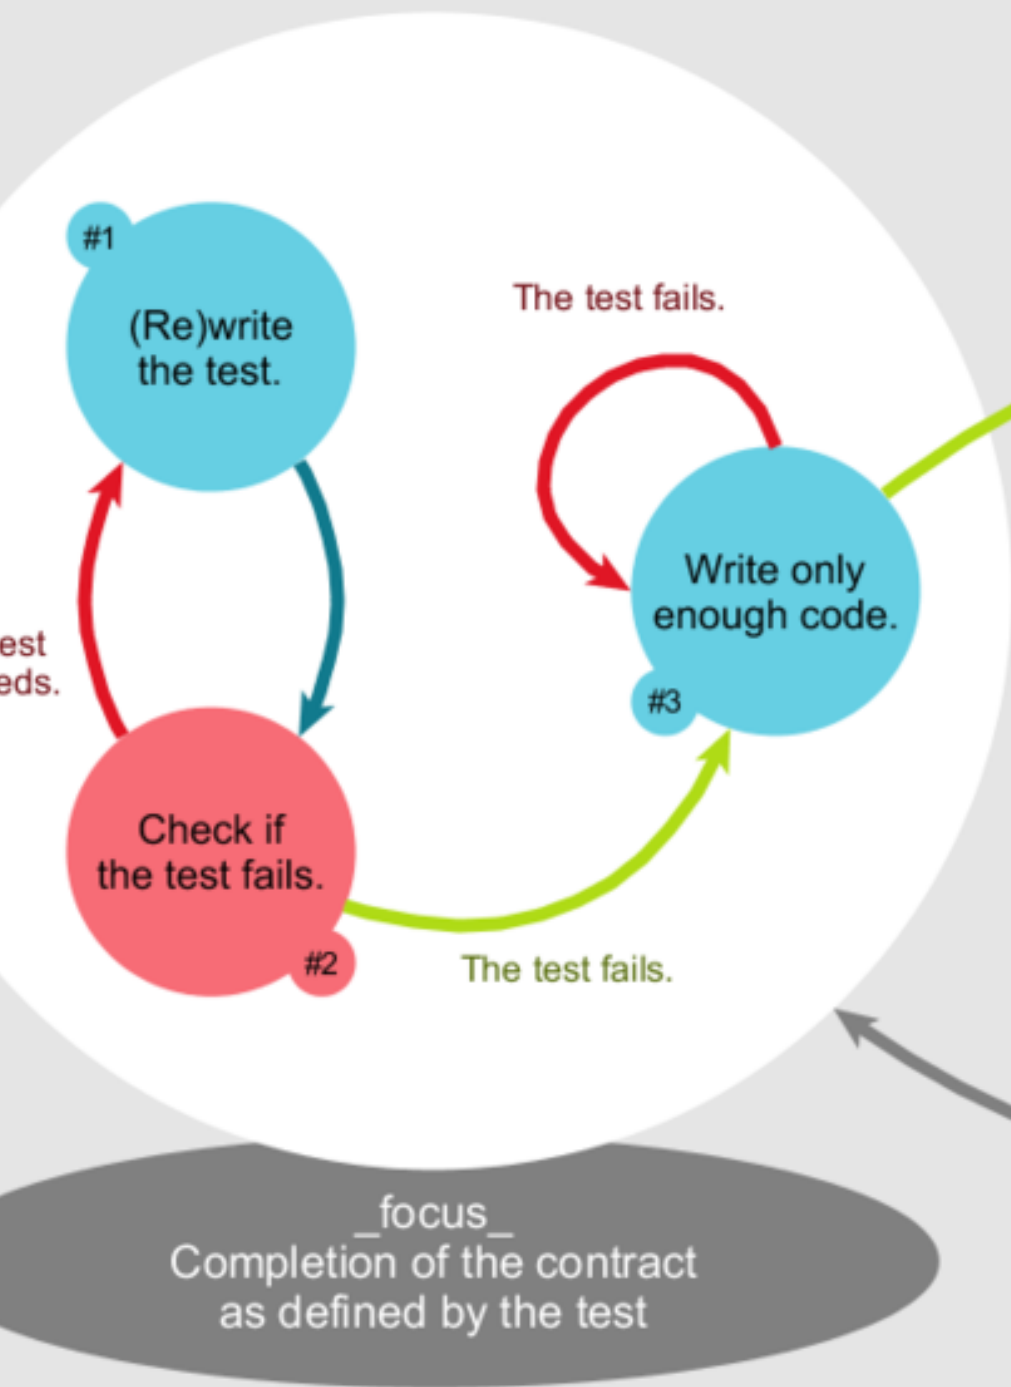 #1
(Re)write
the test.
The test fails.
Write only
enough code.
#3
est
eds.
Check if
the test fails.
#2
The test fails.
_focus_
Completion of the contract
as defined by the test